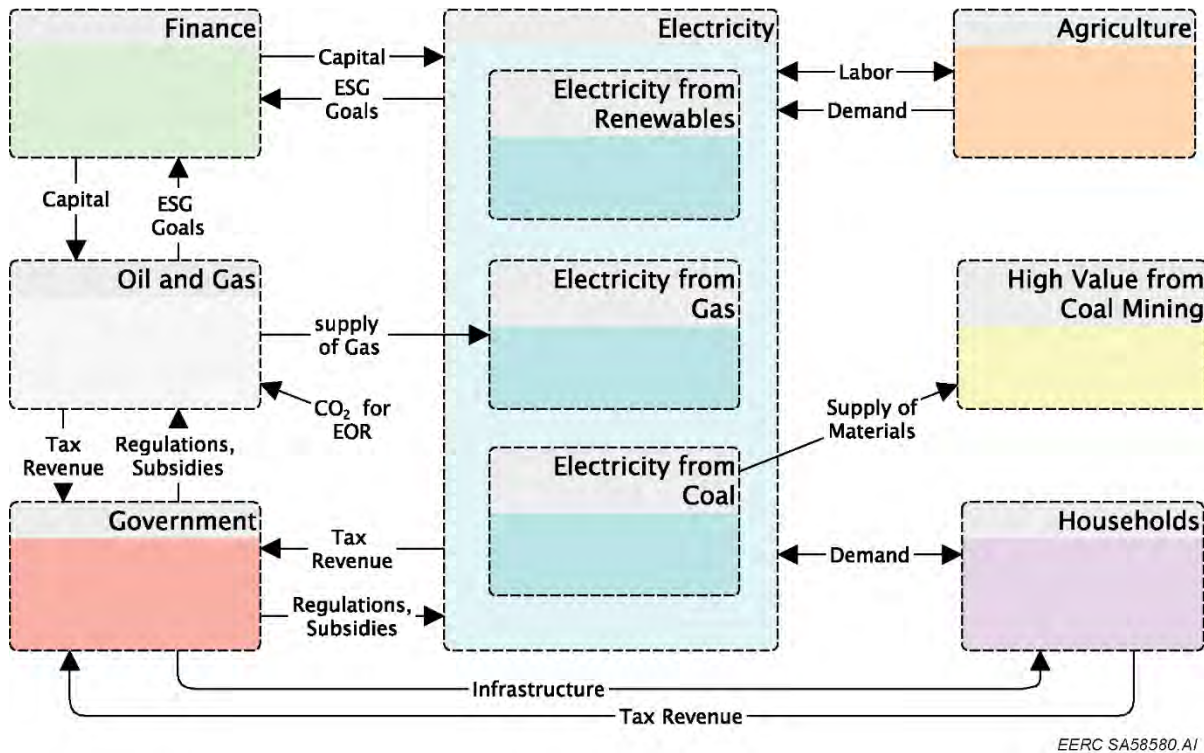 Finance
Capital
ESG
Goals
Electricity
Labor
Demand
Agriculture
Electricity from
Renewables
Capital
ESG
Goals
Oil and Gas
supply
of Gas
Electricity from
Gas
High Value from
Coal Mining
CO₂ for
EOR
Supply of
Materials
Tax
Revenue
Regulations,
Subsidies
Electricity from
Coal
Government
Tax
Revenue
Regulations,
Subsidies
Demand
Households
Infrastructure
Tax Revenue
EERC SA58580.AI